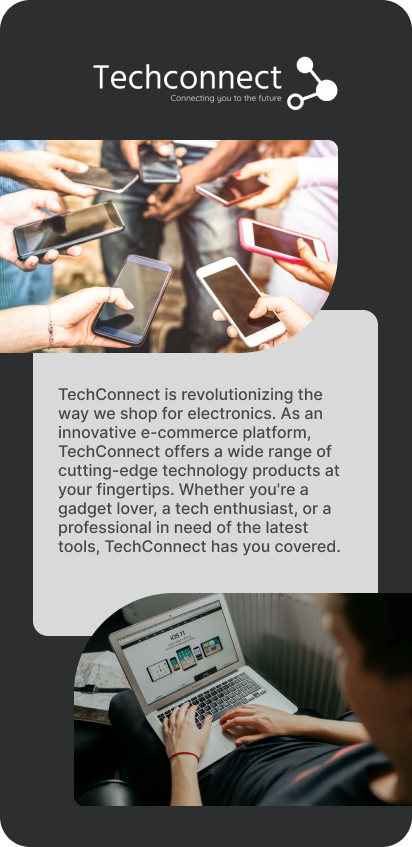 Techconnect
Connecting you to the future
TechConnect is revolutionizing the
way we shop for electronics. As an
innovative e-commerce platform,
TechConnect offers a wide range of
cutting-edge technology products at
your fingertips. Whether you're a
gadget lover, a tech enthusiast, or a
professional in need of the latest
tools, TechConnect has you covered.
iOS 11